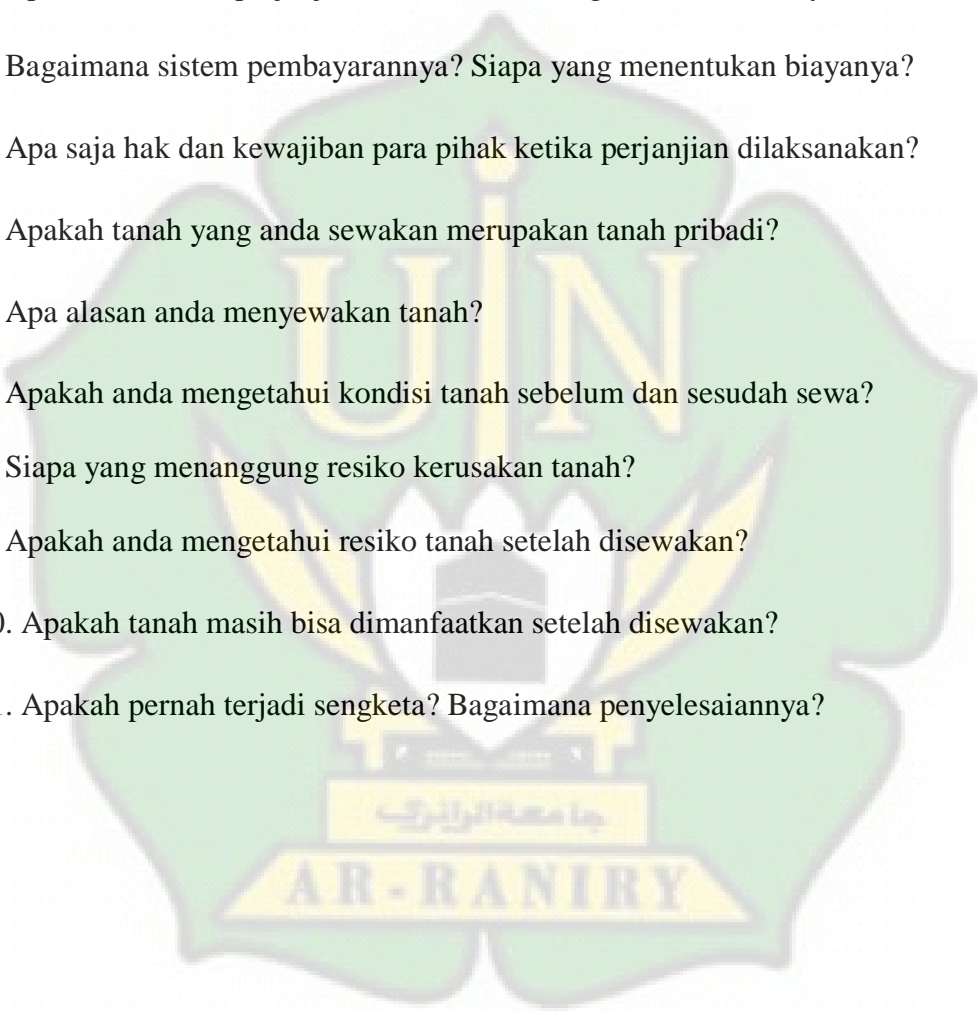 Bagaimana sistem pembayarannya? Siapa yang menentukan biayanya?
Apa saja hak dan kewajiban para pihak ketika perjanjian dilaksanakan?
Apakah tanah yang anda sewakan merupakan tanah pribadi?
Apa alasan anda menyewakan tanah?
Apakah anda mengetahui kondisi tanah sebelum dan sesudah sewa?
Siapa yang menanggung resiko kerusakan tanah?
Apakah anda mengetahui resiko tanah setelah disewakan?
. Apakah tanah masih bisa dimanfaatkan setelah disewakan?
. Apakah pernah terjadi sengketa? Bagaimana penyelesaiannya?
UIN
جامعة الرانري
AR-RANIRY